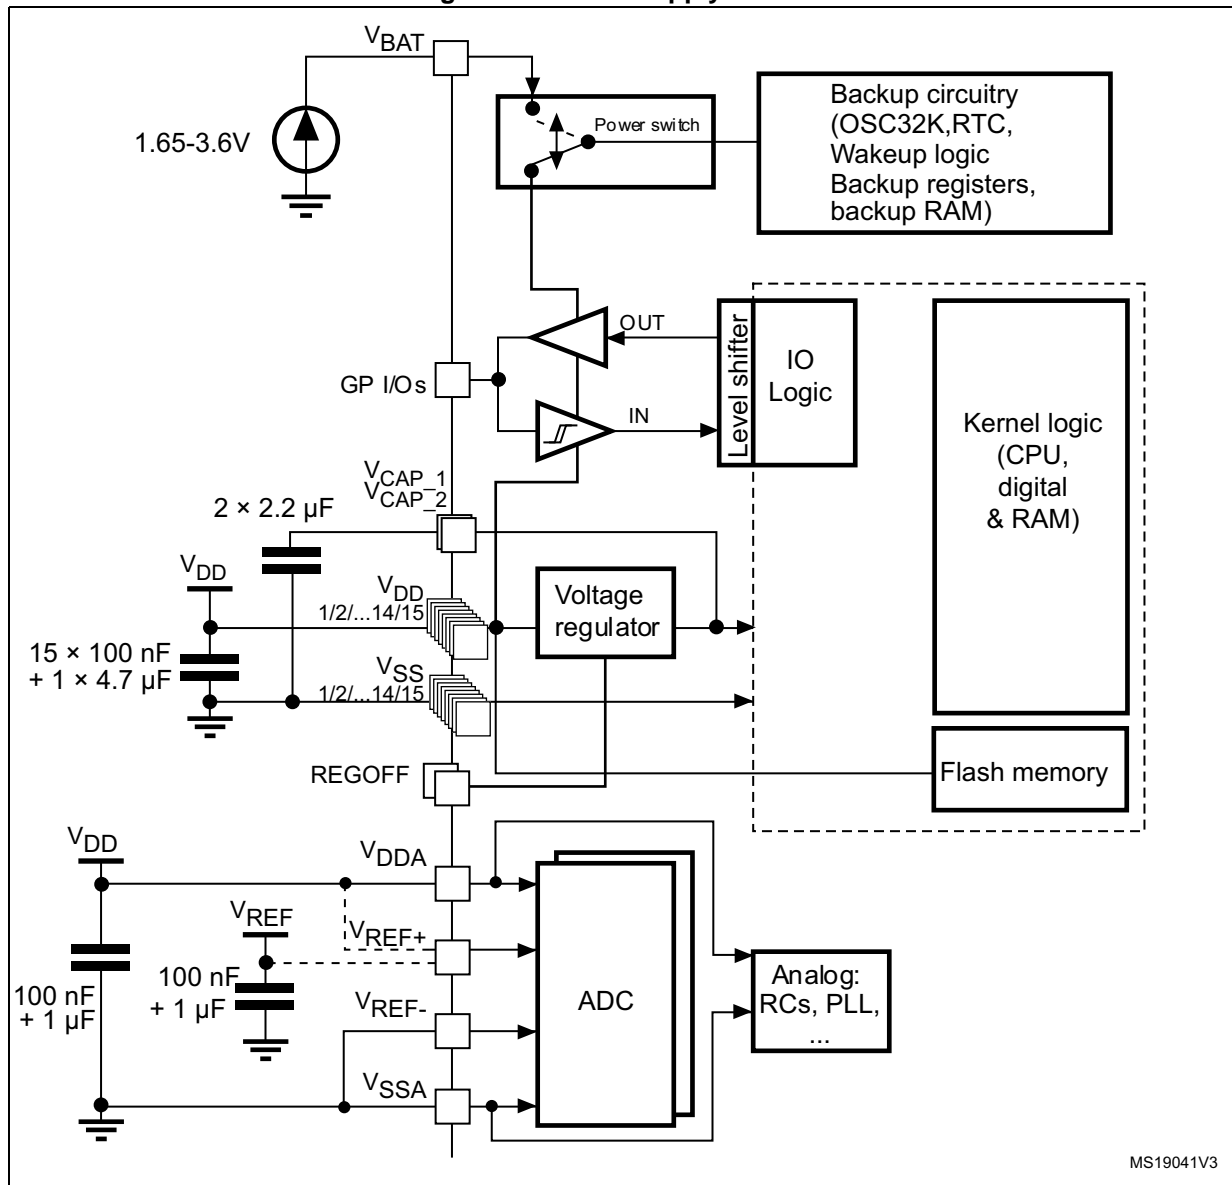 VBAT
1.65-3.6V
Power switch
Backup circuitry
(OSC32K,RTC,
Wakeup logic
Backup registers,
backup RAM)
OUT
Level shifter
IO
Logic
GP I/Os
IN
Kernel logic
(CPU,
digital
& RAM)
VCAP_1
VCAP_2
2 × 2.2 µF
VDD
VDD
1/2/...14/15
Voltage
regulator
15 × 100 nF
+ 1 × 4.7 µF
VSS
1/2/...14/15
REGOFF
Flash memory
VDD
VDDA
VREF
VREF+
100 nF
+ 1 µF
100 nF
+ 1 µF
VREF-
ADC
Analog:
RCs, PLL,
...
VSSA
MS19041V3